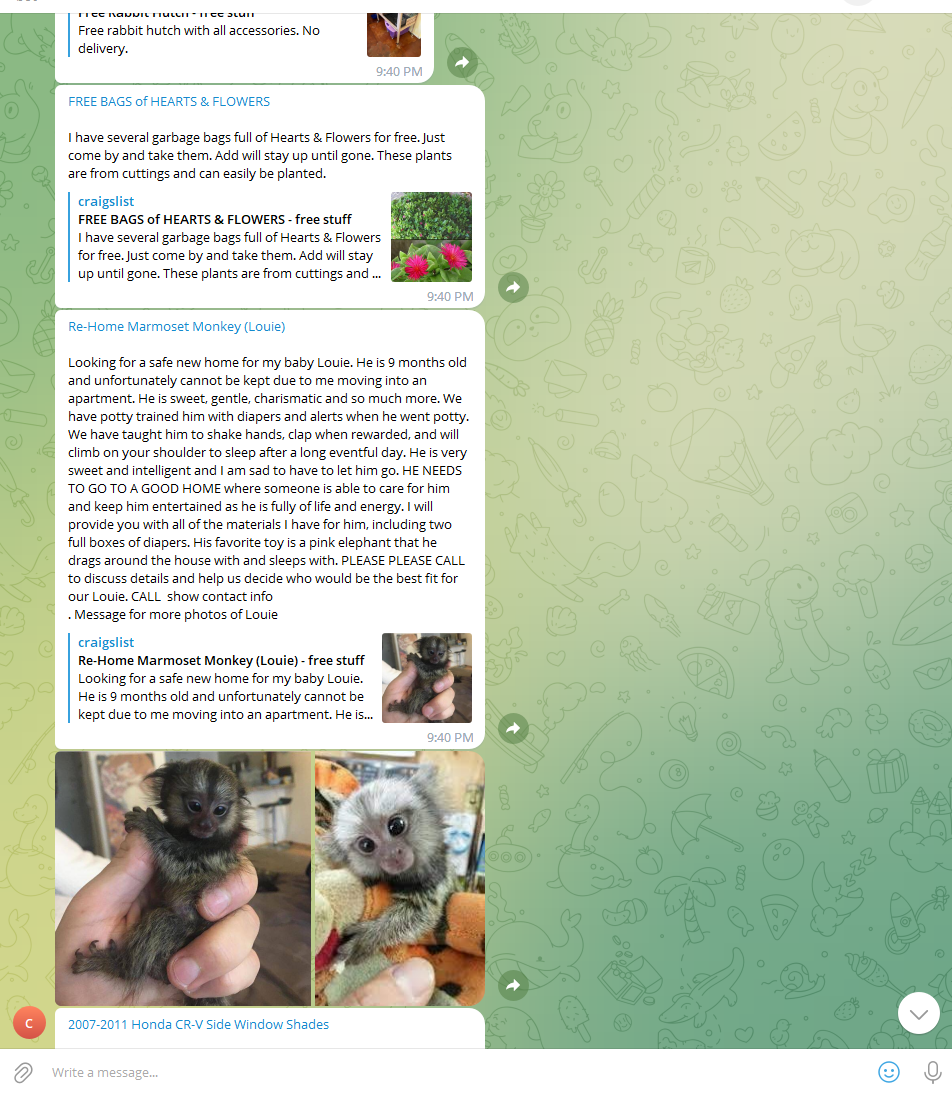 Free Rabbit Hutch - free stuff
Free rabbit hutch with all accessories. No
delivery.
9:40 PM
FREE BAGS of HEARTS & FLOWERS
I have several garbage bags full of Hearts & Flowers for free. Just
come by and take them. Add will stay up until gone. These plants
are from cuttings and can easily be planted.
craigslist
FREE BAGS of HEARTS & FLOWERS - free stuff
I have several garbage bags full of Hearts & Flowers
for free. Just come by and take them. Add will stay
up until gone. These plants are from cuttings and ...
9:40 PM
Re-Home Marmoset Monkey (Louie)
Looking for a safe new home for my baby Louie. He is 9 months old
and unfortunately cannot be kept due to me moving into an
apartment. He is sweet, gentle, charismatic and so much more. We
have potty trained him with diapers and alerts when he went potty.
We have taught him to shake hands, clap when rewarded, and will
climb on your shoulder to sleep after a long eventful day. He is very
sweet and intelligent and I am sad to have to let him go. HE NEEDS
TO GO TO A GOOD HOME where someone is able to care for him
and keep him entertained as he is fully of life and energy. I will
provide you with all of the materials I have for him, including two
full boxes of diapers. His favorite toy is a pink elephant that he
drags around the house with and sleeps with. PLEASE PLEASE CALL
to discuss details and help us decide who would be the best fit for
our Louie. CALL  show contact info
. Message for more photos of Louie
craigslist
Re-Home Marmoset Monkey (Louie) - free stuff
Looking for a safe new home for my baby Louie.
He is 9 months old and unfortunately cannot be
kept due to me moving into an apartment. He is...
9:40 PM
C
2007-2011 Honda CR-V Side Window Shades
Write a message...